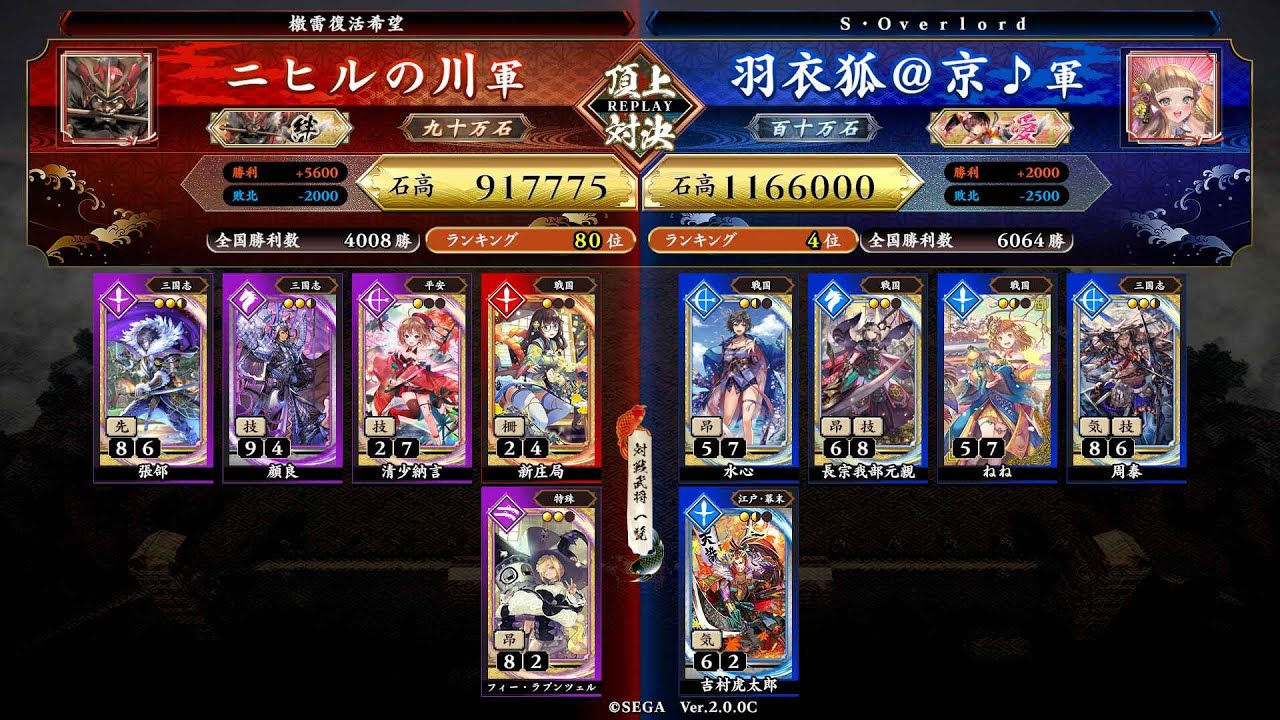 檄雷復活希望
S・Overlord
ニヒルの川軍
頂上
REPLAY
対決
羽衣狐@京♪軍
絆
九十万石
百十万石
愛
勝利 +5600
敗北 -2000
石高 917775
石高 1166000
勝利 +2000
敗北 -2500
全国勝利数 4008勝
ランキング 80位
ランキング 4位
全国勝利数 6064勝
三国志
先
8 6
張郃
三国志
技
9 4
顔良
平安
技
2 7
清少納言
戦国
柵
2 4
新庄局
対戦武将一覧
戦国
昂
5 7
水心
戦国
昂 技
6 8
長宗我部元親
戦国
5 7
ねね
三国志
気 技
8 6
周泰
特殊
昂
8 2
フィー・ラプンツェル
江戸・幕末
気
6 2
吉村虎太郎
©SEGA Ver.2.0.0C